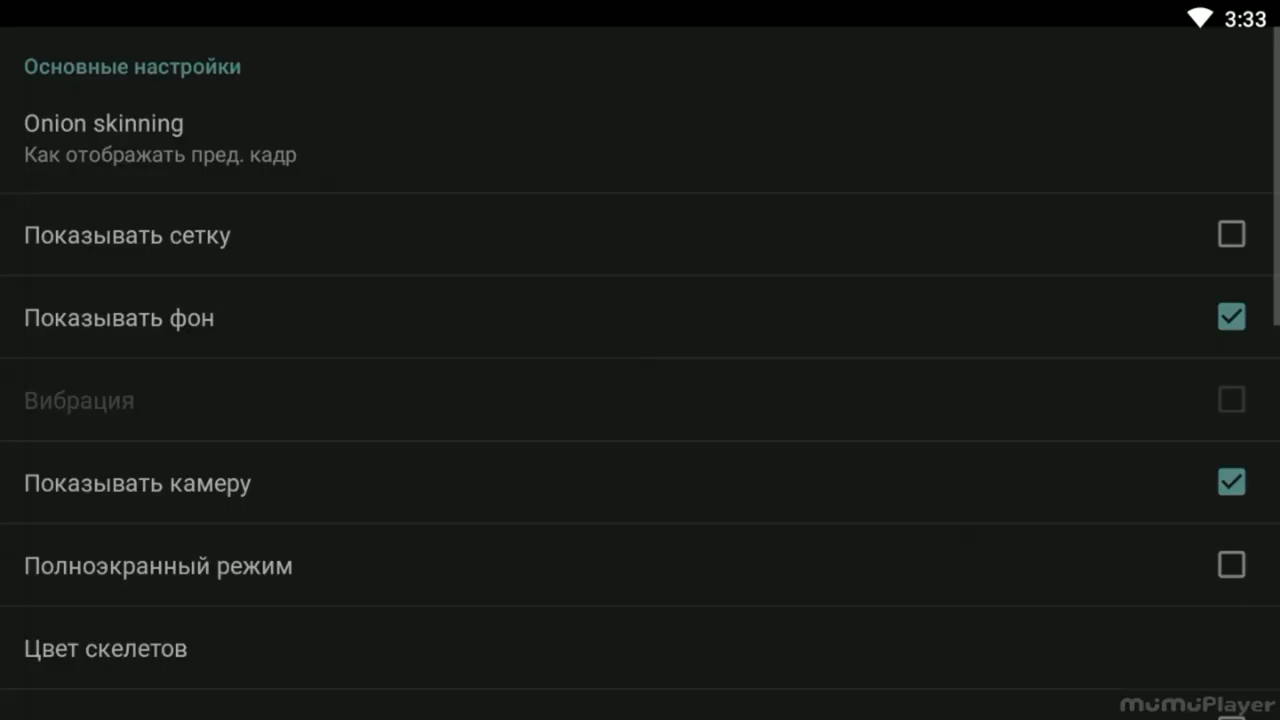 3:33
Основные настройки
Onion skinning
Как отображать пред. кадр
Показывать сетку
Показывать фон
Вибрация
Показывать камеру
Полноэкранный режим
Цвет скелетов
MuMuPlayer